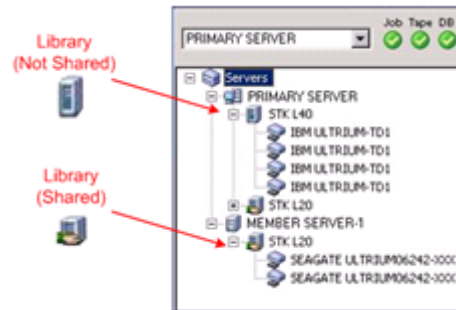 Library
(Not Shared)
Library
(Shared)
Job Tape DB
PRIMARY SERVER
Servers
PRIMARY SERVER
STK L40
IBM ULTRIUM-TD1
IBM ULTRIUM-TD1
IBM ULTRIUM-TD1
IBM ULTRIUM-TD1
STK L20
MEMBER SERVER-1
STK L20
SEAGATE ULTRIUM06242-XXX
SEAGATE ULTRIUM06242-XXX